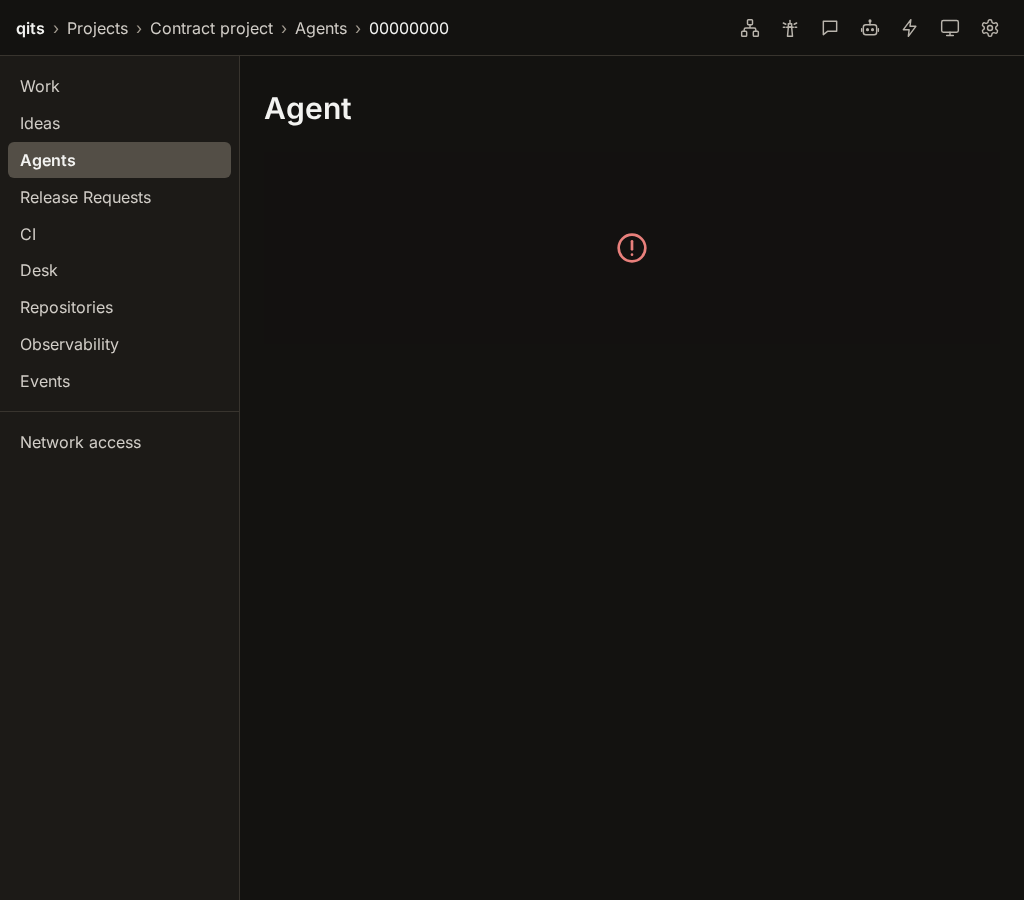 qits › Projects › Contract project › Agents › 00000000
Work
Ideas
Agents
Release Requests
CI
Desk
Repositories
Observability
Events
Network access
Agent